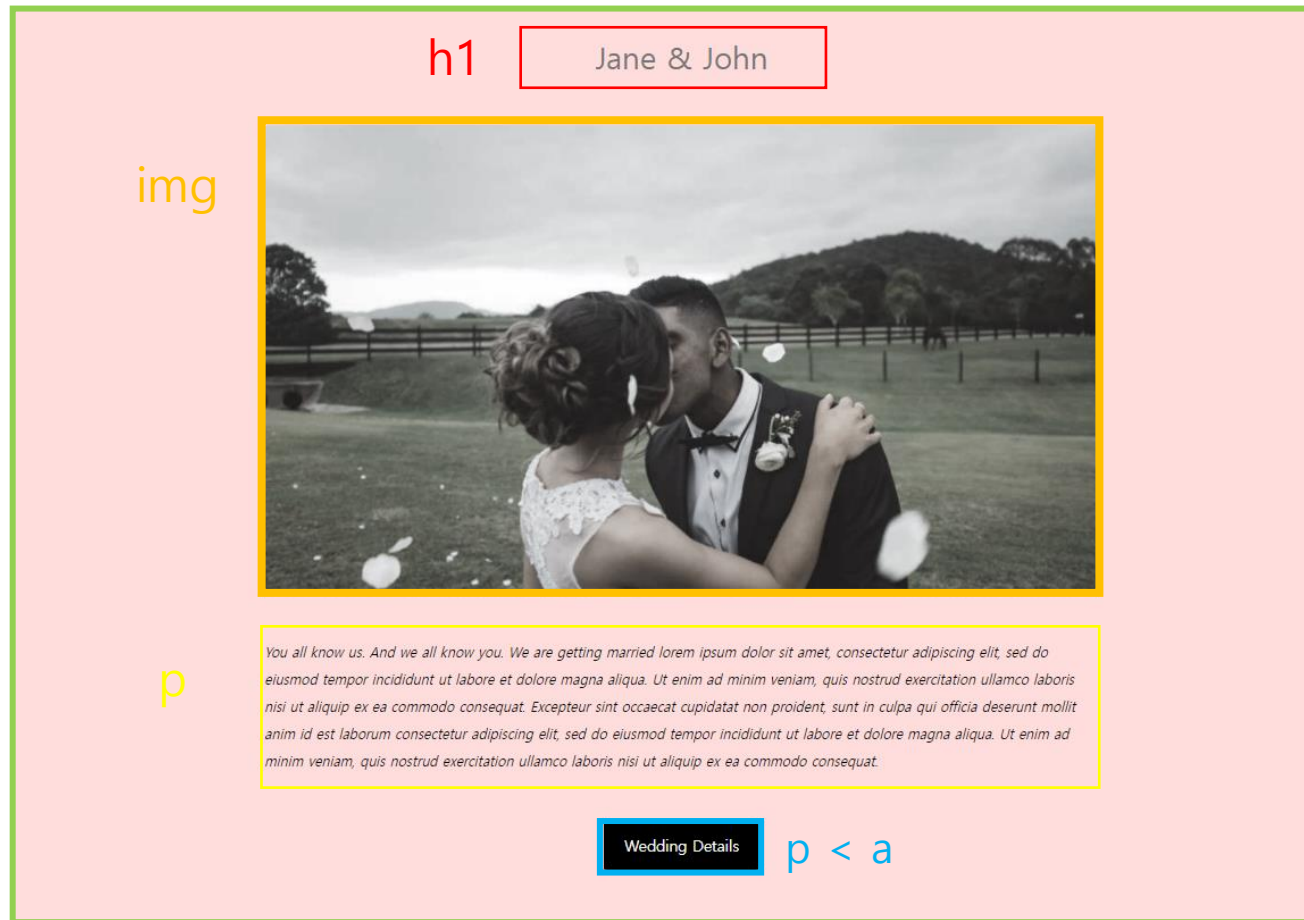 h1
Jane & John
img
You all know us. And we all know you. We are getting married lorem ipsum dolor sit amet, consectetur adipiscing elit, sed do
eiusmod tempor incididunt ut labore et dolore magna aliqua. Ut enim ad minim veniam, quis nostrud exercitation ullamco laboris
nisi ut aliquip ex ea commodo consequat. Excepteur sint occaecat cupidatat non proident, sunt in culpa qui officia deserunt mollit
anim id est laborum consectetur adipiscing elit, sed do eiusmod tempor incididunt ut labore et dolore magna aliqua. Ut enim ad
minim veniam, quis nostrud exercitation ullamco laboris nisi ut aliquip ex ea commodo consequat.
p
Wedding Details
p < a